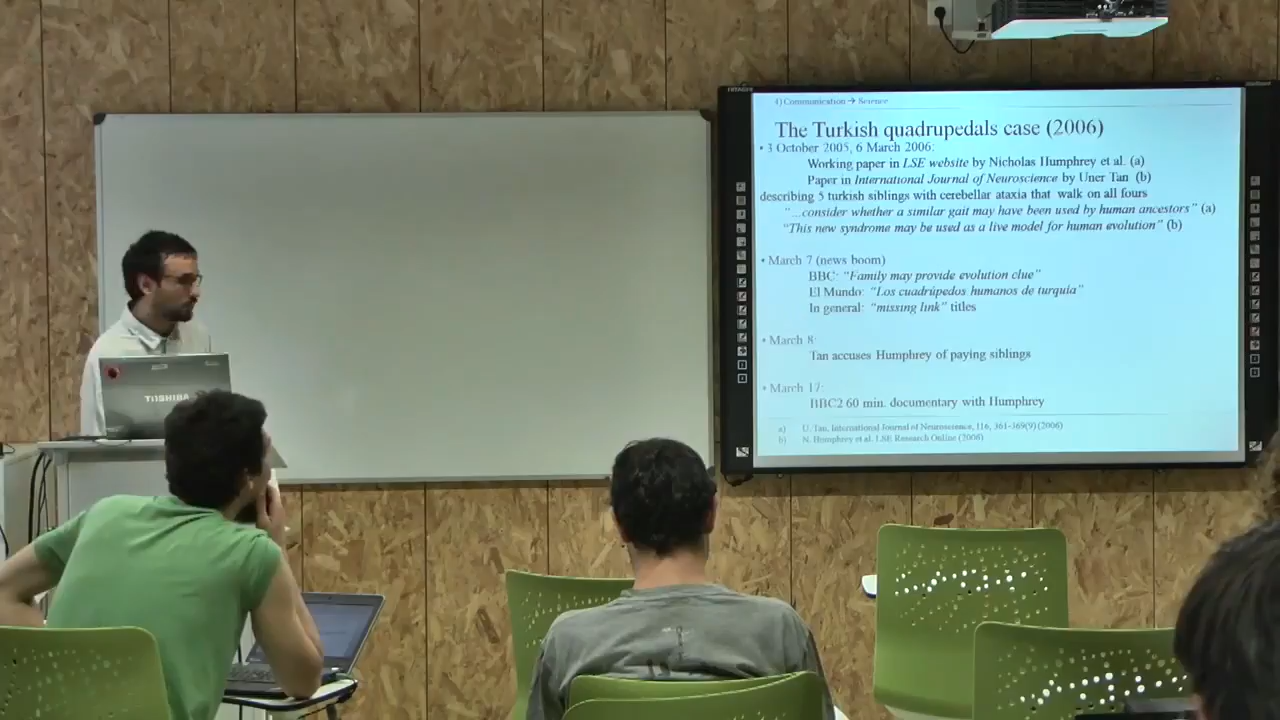 HITACHI
4) Communication → Science
The Turkish quadrupedals case (2006)
• 3 October 2005, 6 March 2006:
Working paper in LSE website by Nicholas Humphrey et al. (a)
Paper in International Journal of Neuroscience by Uner Tan (b)
describing 5 turkish siblings with cerebellar ataxia that walk on all fours
"...consider whether a similar gait may have been used by human ancestors" (a)
"This new syndrome may be used as a live model for human evolution" (b)
• March 7 (news boom)
BBC: "Family may provide evolution clue"
El Mundo: "Los cuadrúpedos humanos de turquía"
In general: "missing link" titles
• March 8:
Tan accuses Humphrey of paying siblings
• March 17:
BBC2 60 min. documentary with Humphrey
a) U. Tan, International Journal of Neuroscience, 116, 361-369(9) (2006)
b) N. Humphrey et al. LSE Research Online (2006)
TOSHIBA